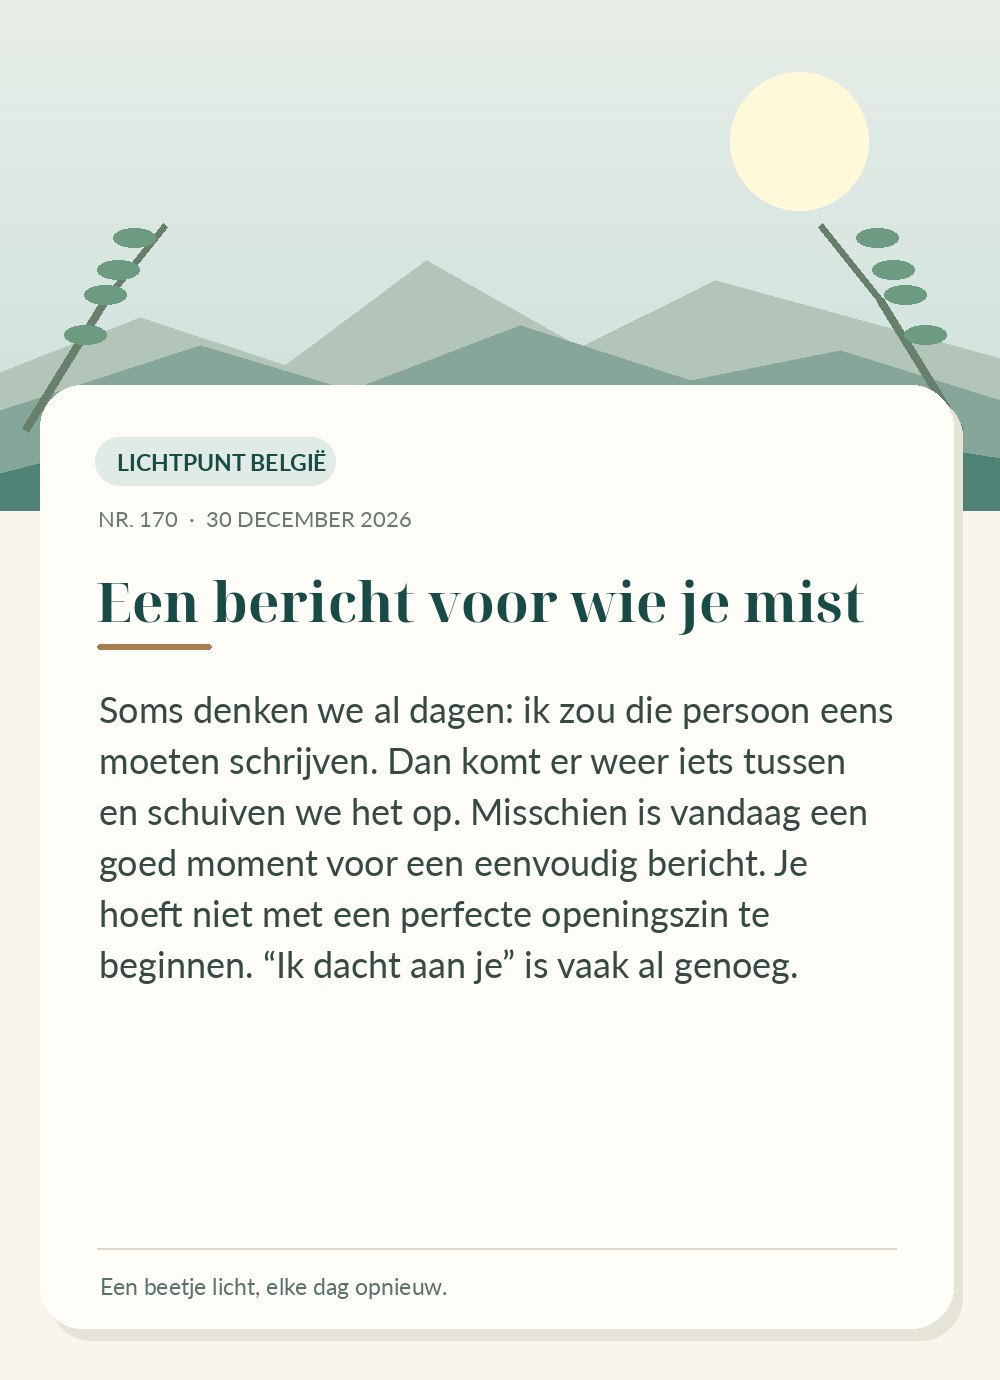 LICHTPUNT BELGIË
NR. 170 · 30 DECEMBER 2026
Een bericht voor wie je mist
Soms denken we al dagen: ik zou die persoon eens
moeten schrijven. Dan komt er weer iets tussen
en schuiven we het op. Misschien is vandaag een
goed moment voor een eenvoudig bericht. Je
hoeft niet met een perfecte openingszin te
beginnen. “Ik dacht aan je” is vaak al genoeg.
Een beetje licht, elke dag opnieuw.